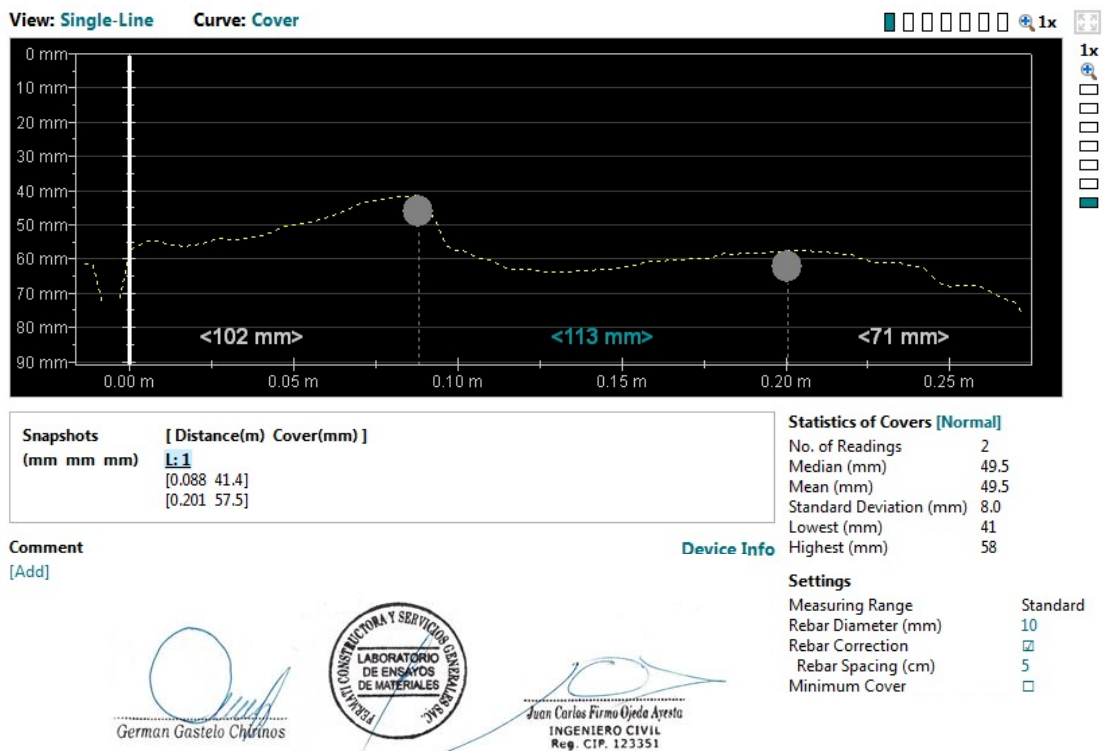 View: Single-Line Curve: Cover 1x
1x
0 mm
10 mm
20 mm
30 mm
40 mm
50 mm
60 mm
70 mm
80 mm
90 mm
<102 mm> <113 mm> <71 mm>
0.00 m 0.05 m 0.10 m 0.15 m 0.20 m 0.25 m
Snapshots [ Distance(m) Cover(mm) ]
(mm mm mm) L: 1
[0.088 41.4]
[0.201 57.5]
Statistics of Covers [Normal]
No. of Readings 2
Median (mm) 49.5
Mean (mm) 49.5
Standard Deviation (mm) 8.0
Lowest (mm) 41
Highest (mm) 58
Comment Device Info
[Add]
Settings
Measuring Range Standard
Rebar Diameter (mm) 10
Rebar Correction ☑
Rebar Spacing (cm) 5
Minimum Cover ☐
German Gastelo Chirinos
FERMATI CONSTRUCTORA Y SERVICIOS GENERALES SAC.
LABORATORIO
DE ENSAYOS
DE MATERIALES
Juan Carlos Firmo Ojeda Ayesta
INGENIERO CIVIL
Reg. CIP. 123351